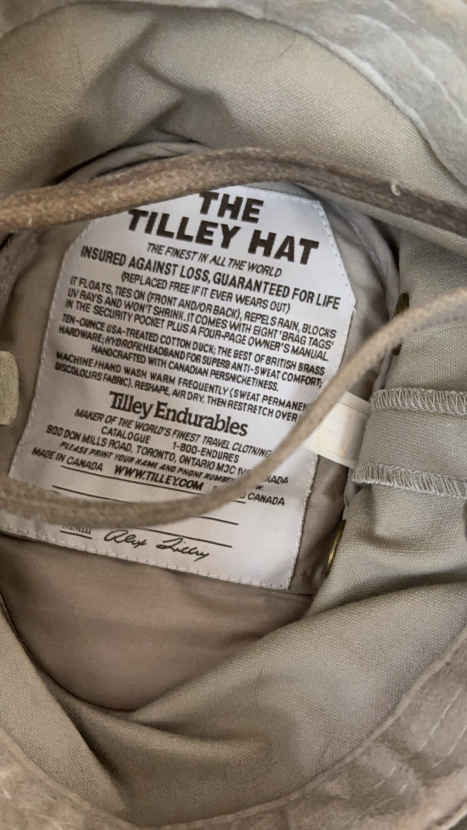 THE
TILLEY HAT
THE FINEST IN ALL THE WORLD
INSURED AGAINST LOSS, GUARANTEED FOR LIFE
(REPLACED FREE IF IT EVER WEARS OUT)
IT FLOATS, TIES ON (FRONT AND/OR BACK), REPELS RAIN, BLOCKS
UV RAYS AND WON'T SHRINK. IT COMES WITH EIGHT 'BRAG TAGS'
IN THE SECURITY POCKET PLUS A FOUR-PAGE OWNER'S MANUAL.
TEN-OUNCE USA-TREATED COTTON DUCK; THE BEST OF BRITISH BRASS
HARDWARE; HYDROFIL HEADBAND FOR SUPERB ANTI-SWEAT COMFORT;
HANDCRAFTED WITH CANADIAN PERSNICKETINESS.
MACHINE/HAND WASH WARM FREQUENTLY (SWEAT
DISCOLOURS FABRIC), RESHAPE, AIR DRY, THEN RESTRETCH OVER
Tilley Endurables
MAKER OF THE WORLD'S FINEST TRAVEL CLOTHING
CATALOGUE 1-800-ENDURES
900 DON MILLS ROAD, TORONTO, ONTARIO M3C
PLEASE PRINT YOUR NAME AND PHONE
MADE IN CANADA WWW.TILLEY.COM CANADA
Alex Tilley